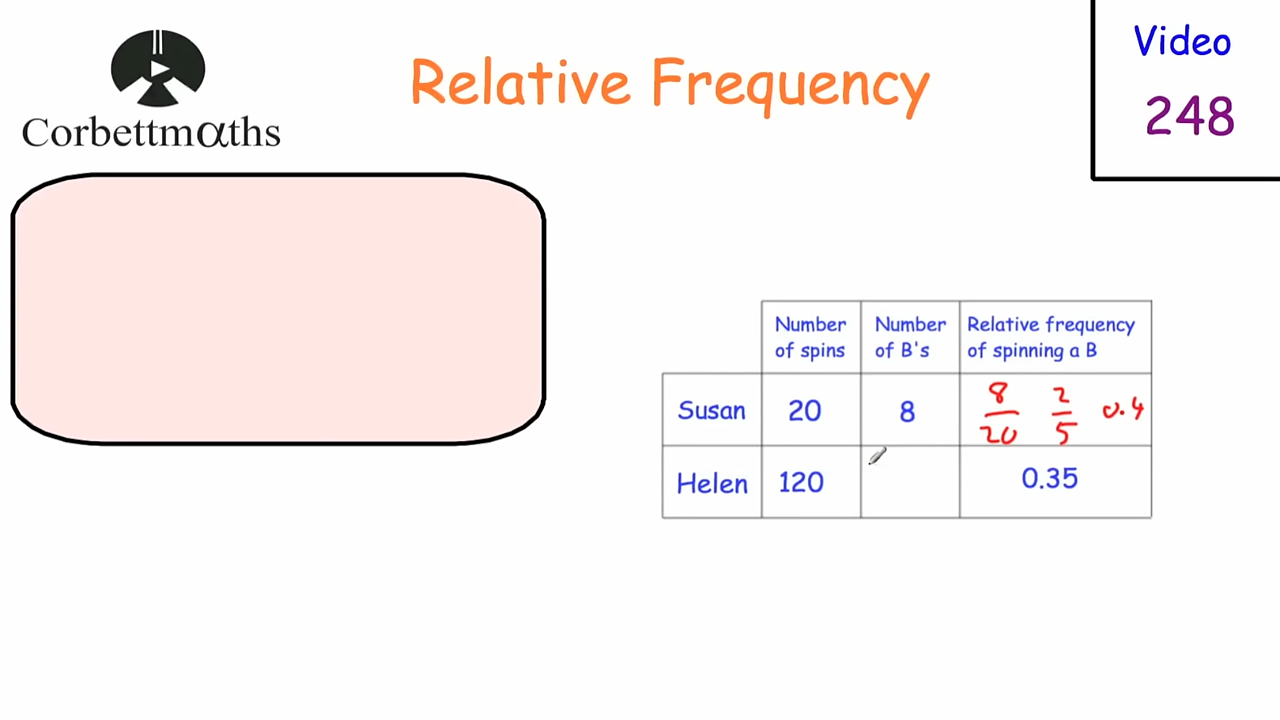 Corbettmαths
Relative Frequency
Video
248
Number of spins
Number of B's
Relative frequency of spinning a B
Susan 20 8 8/20 2/5 0.4
Helen 120 0.35